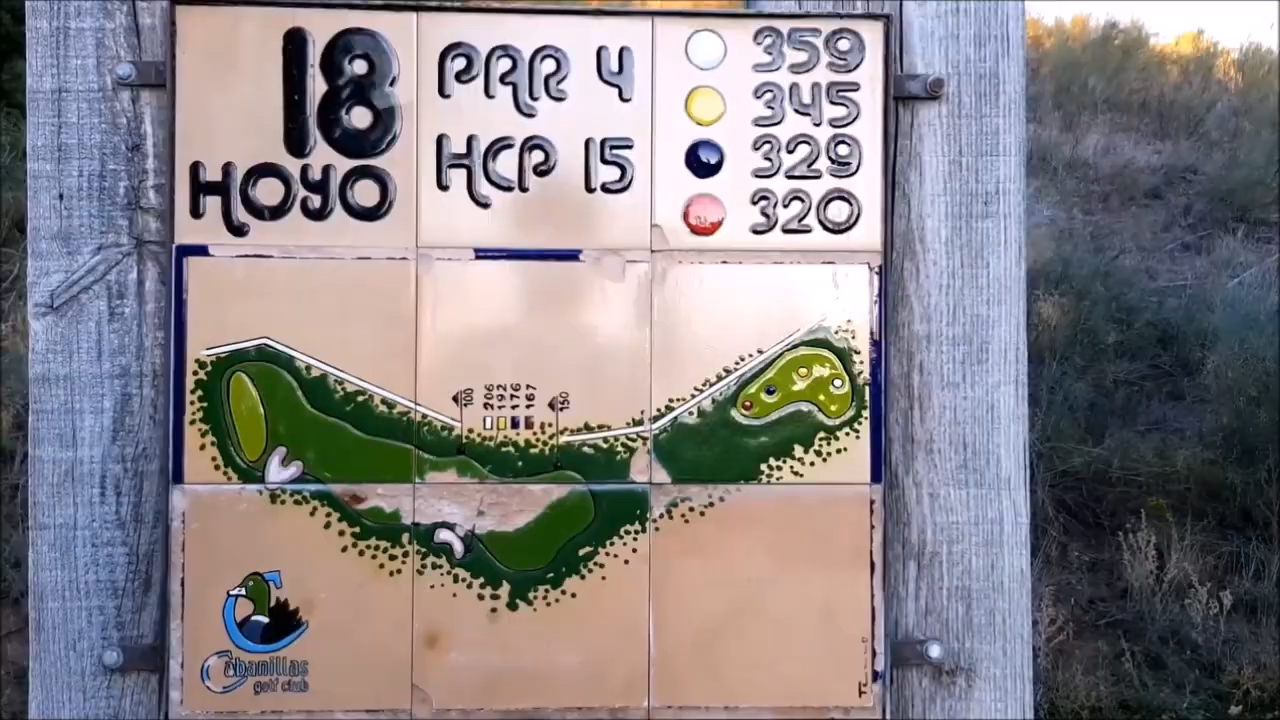 18
HOYO
PAR 4
HCP 15
359
345
329
320
100
206
192
176
167
150
Cabanillas
golf club